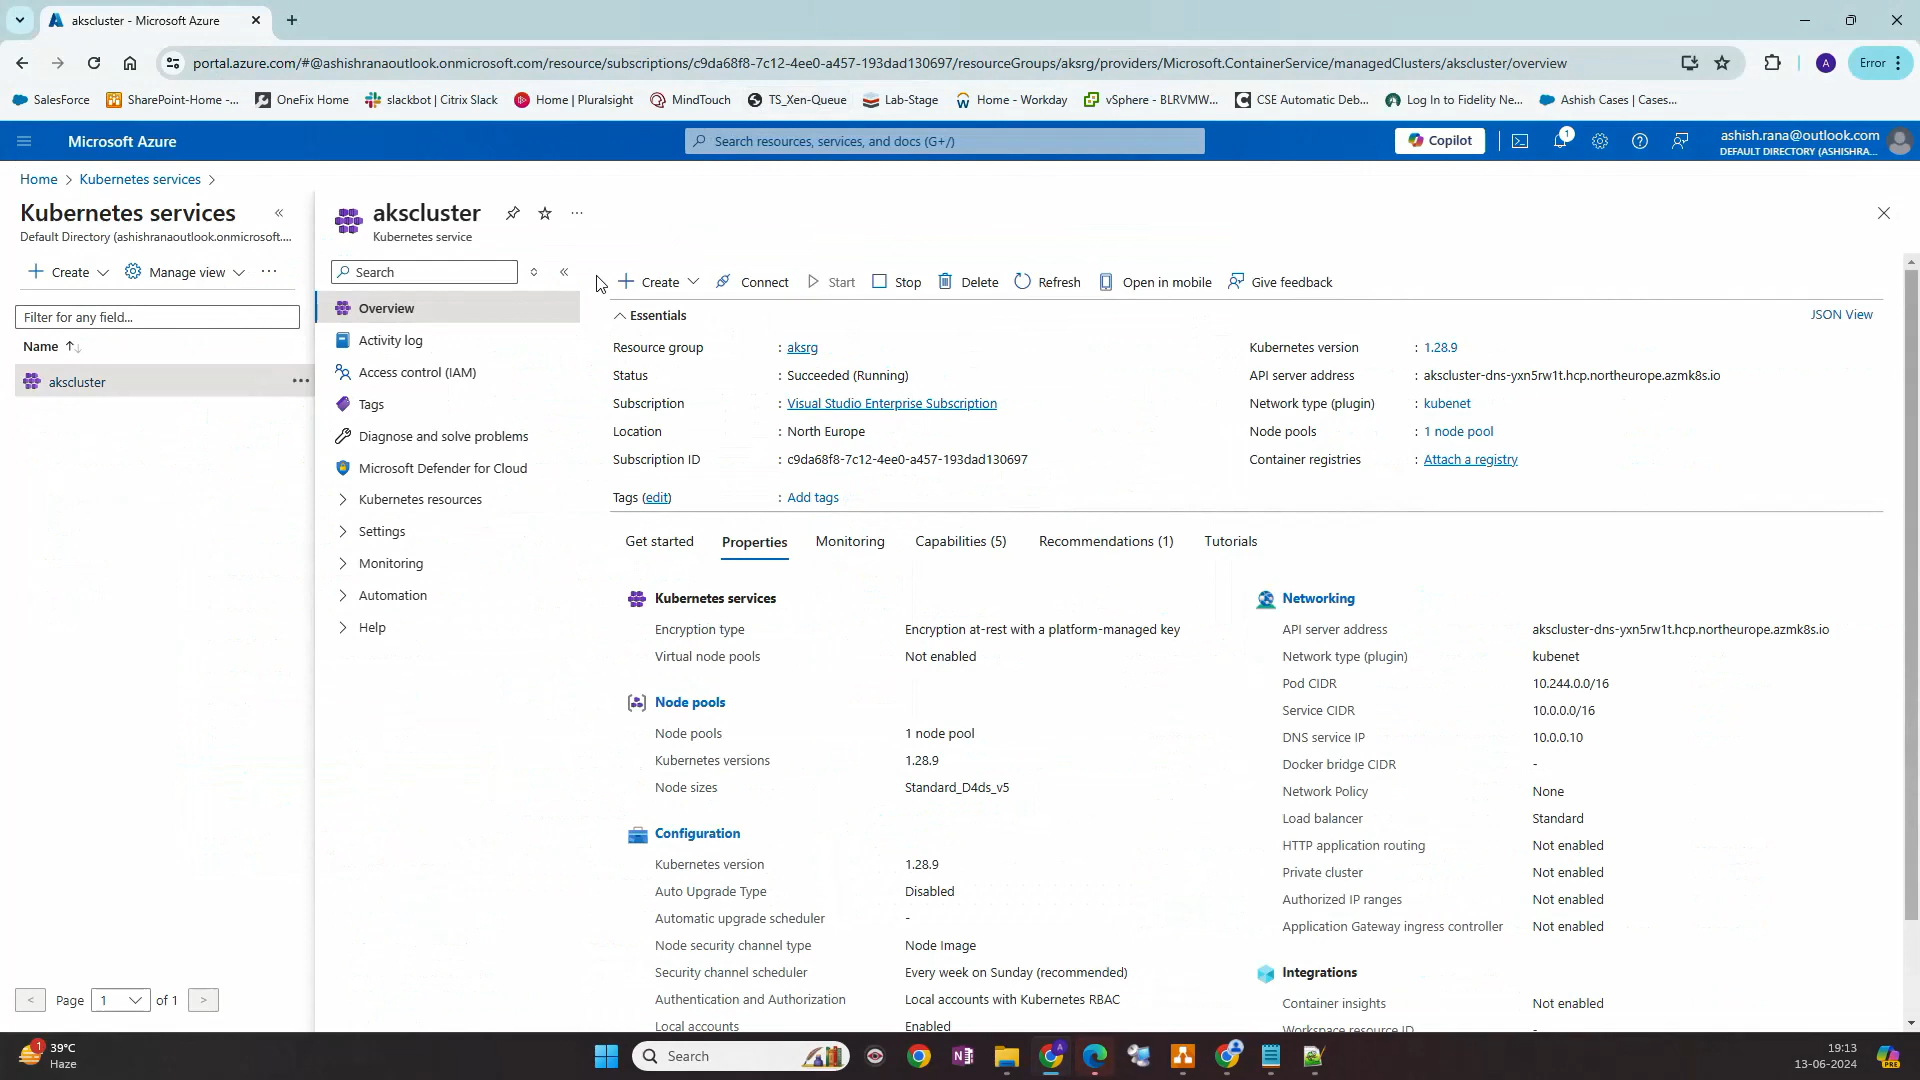 akscluster - Microsoft Azure
portal.azure.com/#@ashishranaoutlook.onmicrosoft.com/resource/subscriptions/c9da68f8-7c12-4ee0-a457-193dad130697/resourceGroups/aksrg/providers/Microsoft.ContainerService/managedClusters/akscluster/overview
Error
A
SalesForce
SharePoint-Home -...
OneFix Home
slackbot | Citrix Slack
Home | Pluralsight
MindTouch
TS_Xen-Queue
Lab-Stage
Home - Workday
vSphere - BLRVMW...
CSE Automatic Deb...
Log In to Fidelity Ne...
Ashish Cases | Cases...
Microsoft Azure
Search resources, services, and docs (G+/)
Copilot
1
ashish.rana@outlook.com
DEFAULT DIRECTORY (ASHISHRA...
Home > Kubernetes services >
Kubernetes services
Default Directory (ashishranaoutlook.onmicrosoft....
Create
Manage view
Filter for any field...
Name
akscluster
Page 1 of 1
akscluster
Kubernetes service
Search
Overview
Activity log
Access control (IAM)
Tags
Diagnose and solve problems
Microsoft Defender for Cloud
Kubernetes resources
Settings
Monitoring
Automation
Help
Create
Connect
Start
Stop
Delete
Refresh
Open in mobile
Give feedback
Essentials
JSON View
Resource group : aksrg
Status : Succeeded (Running)
Subscription : Visual Studio Enterprise Subscription
Location : North Europe
Subscription ID : c9da68f8-7c12-4ee0-a457-193dad130697
Tags (edit) : Add tags
Kubernetes version : 1.28.9
API server address : akscluster-dns-yxn5rw1t.hcp.northeurope.azmk8s.io
Network type (plugin) : kubenet
Node pools : 1 node pool
Container registries : Attach a registry
Get started
Properties
Monitoring
Capabilities (5)
Recommendations (1)
Tutorials
Kubernetes services
Encryption type Encryption at-rest with a platform-managed key
Virtual node pools Not enabled
Node pools
Node pools 1 node pool
Kubernetes versions 1.28.9
Node sizes Standard_D4ds_v5
Configuration
Kubernetes version 1.28.9
Auto Upgrade Type Disabled
Automatic upgrade scheduler -
Node security channel type Node Image
Security channel scheduler Every week on Sunday (recommended)
Authentication and Authorization Local accounts with Kubernetes RBAC
Local accounts Enabled
Networking
API server address akscluster-dns-yxn5rw1t.hcp.northeurope.azmk8s.io
Network type (plugin) kubenet
Pod CIDR 10.244.0.0/16
Service CIDR 10.0.0.0/16
DNS service IP 10.0.0.10
Docker bridge CIDR -
Network Policy None
Load balancer Standard
HTTP application routing Not enabled
Private cluster Not enabled
Authorized IP ranges Not enabled
Application Gateway ingress controller Not enabled
Integrations
Container insights Not enabled
Workspace resource ID -
1
39°C
Haze
Search
19:13
13-06-2024
PRE